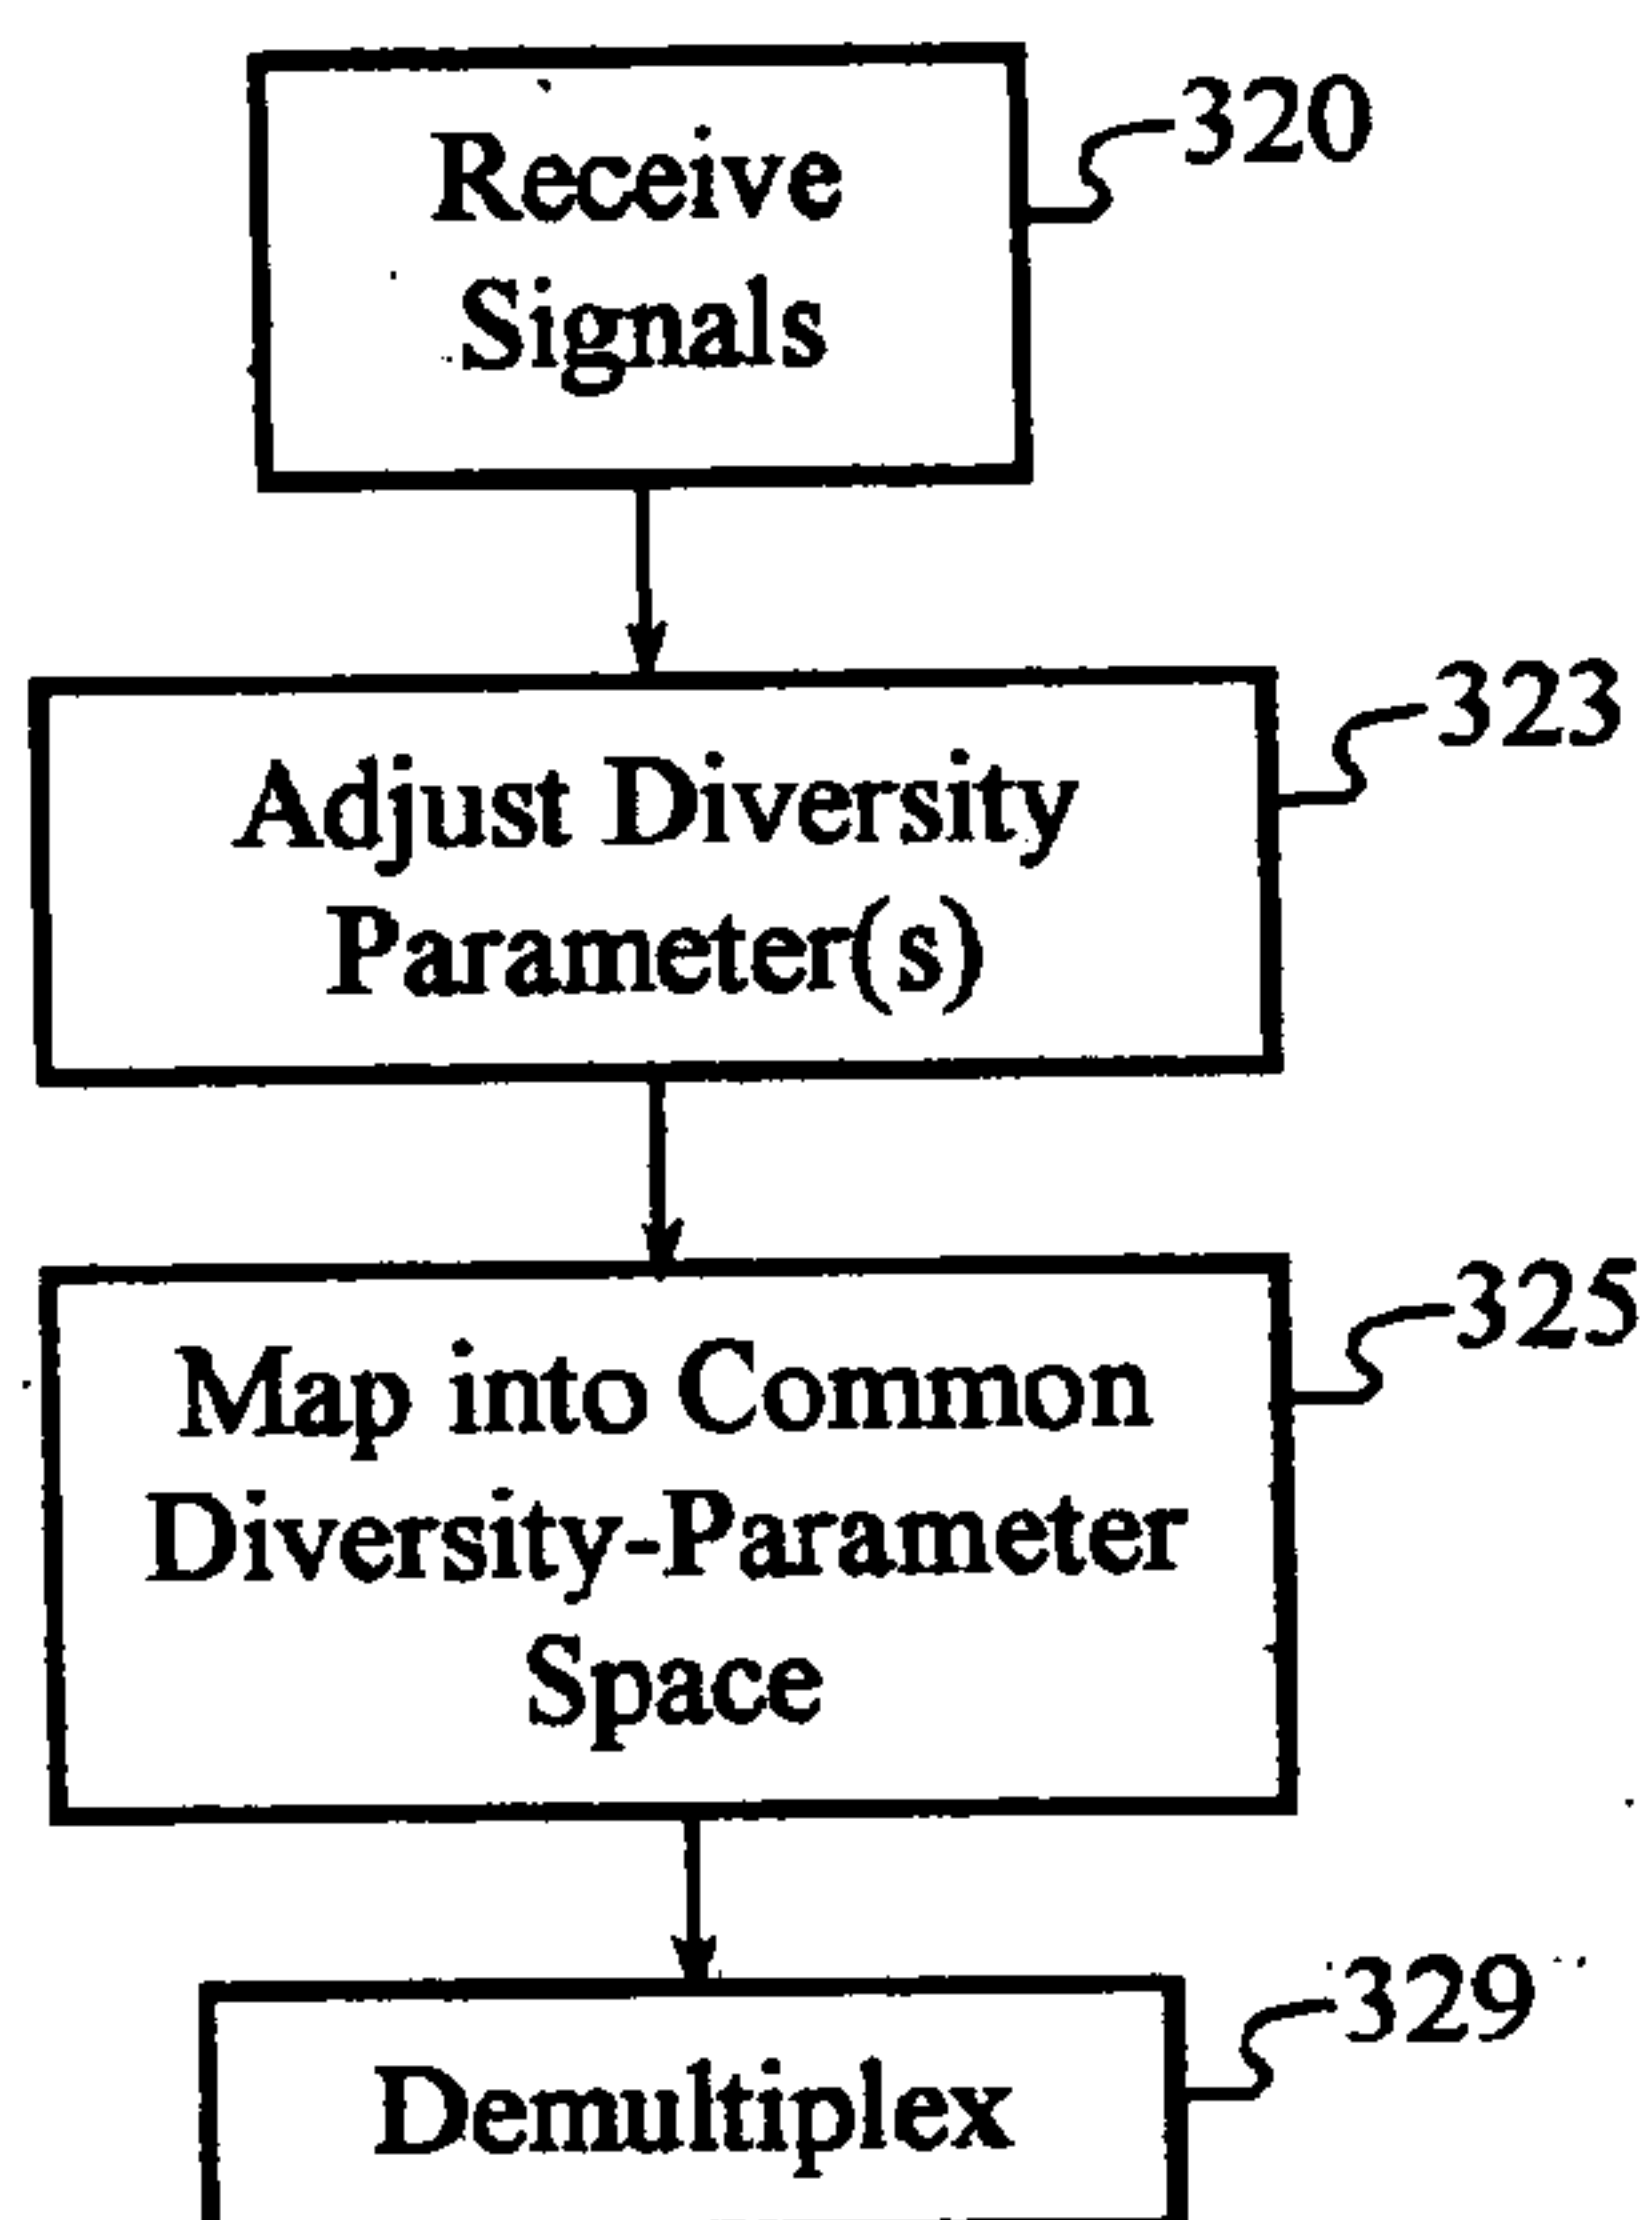 Receive
Signals
320
Adjust Diversity
Parameter(s)
323
Map into Common
Diversity-Parameter
Space
325
Demultiplex
329